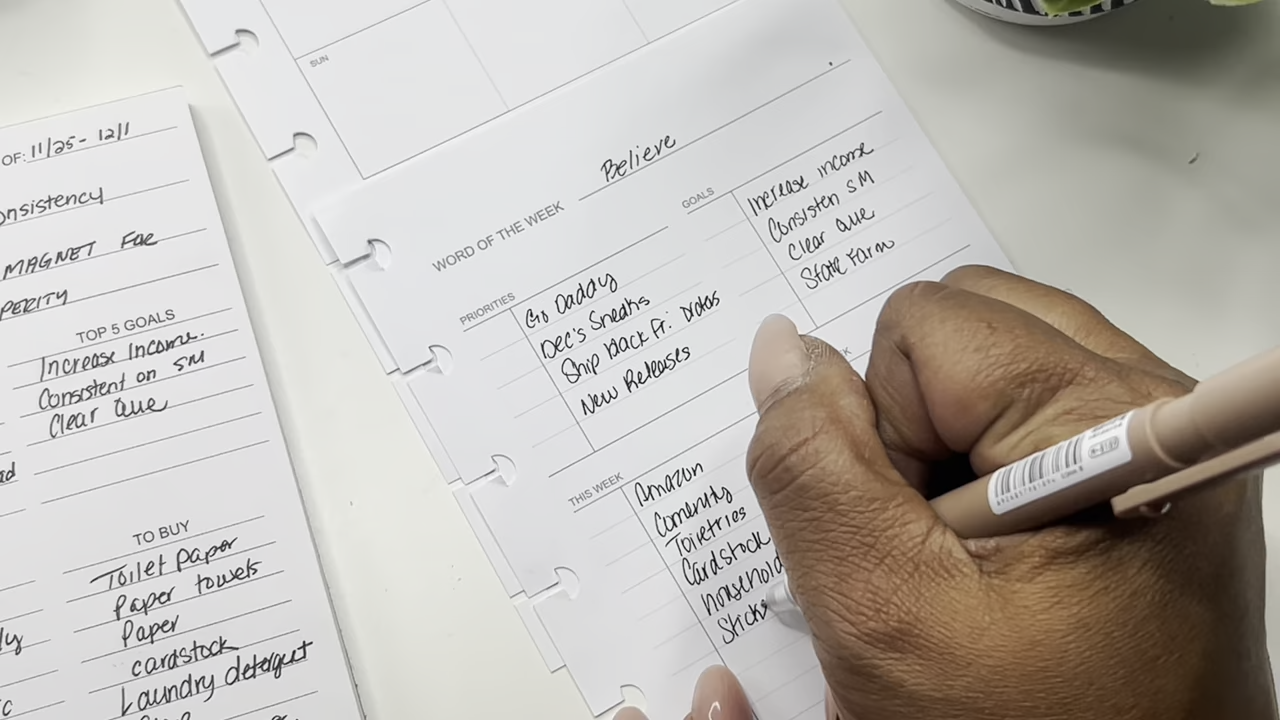 OF: 11/25 - 12/1
onsistency
MAGNET FOR
PERITY
TOP 5 GOALS
Increase Income.
Consistent on SM
Clear Que
TO BUY
Toilet paper
Paper towels
Paper
cardstock
Laundry detergent
SUN
WORD OF THE WEEK
Believe
PRIORITIES
Go Daddy
Dec's Sneaks
Ship black Fr.
New Releases
GOALS
Increase income
Consisten SM
Clear Que
State Farm
THIS WEEK
Amazon
Comenity
Toiletries
Cardstock
household
Sticke